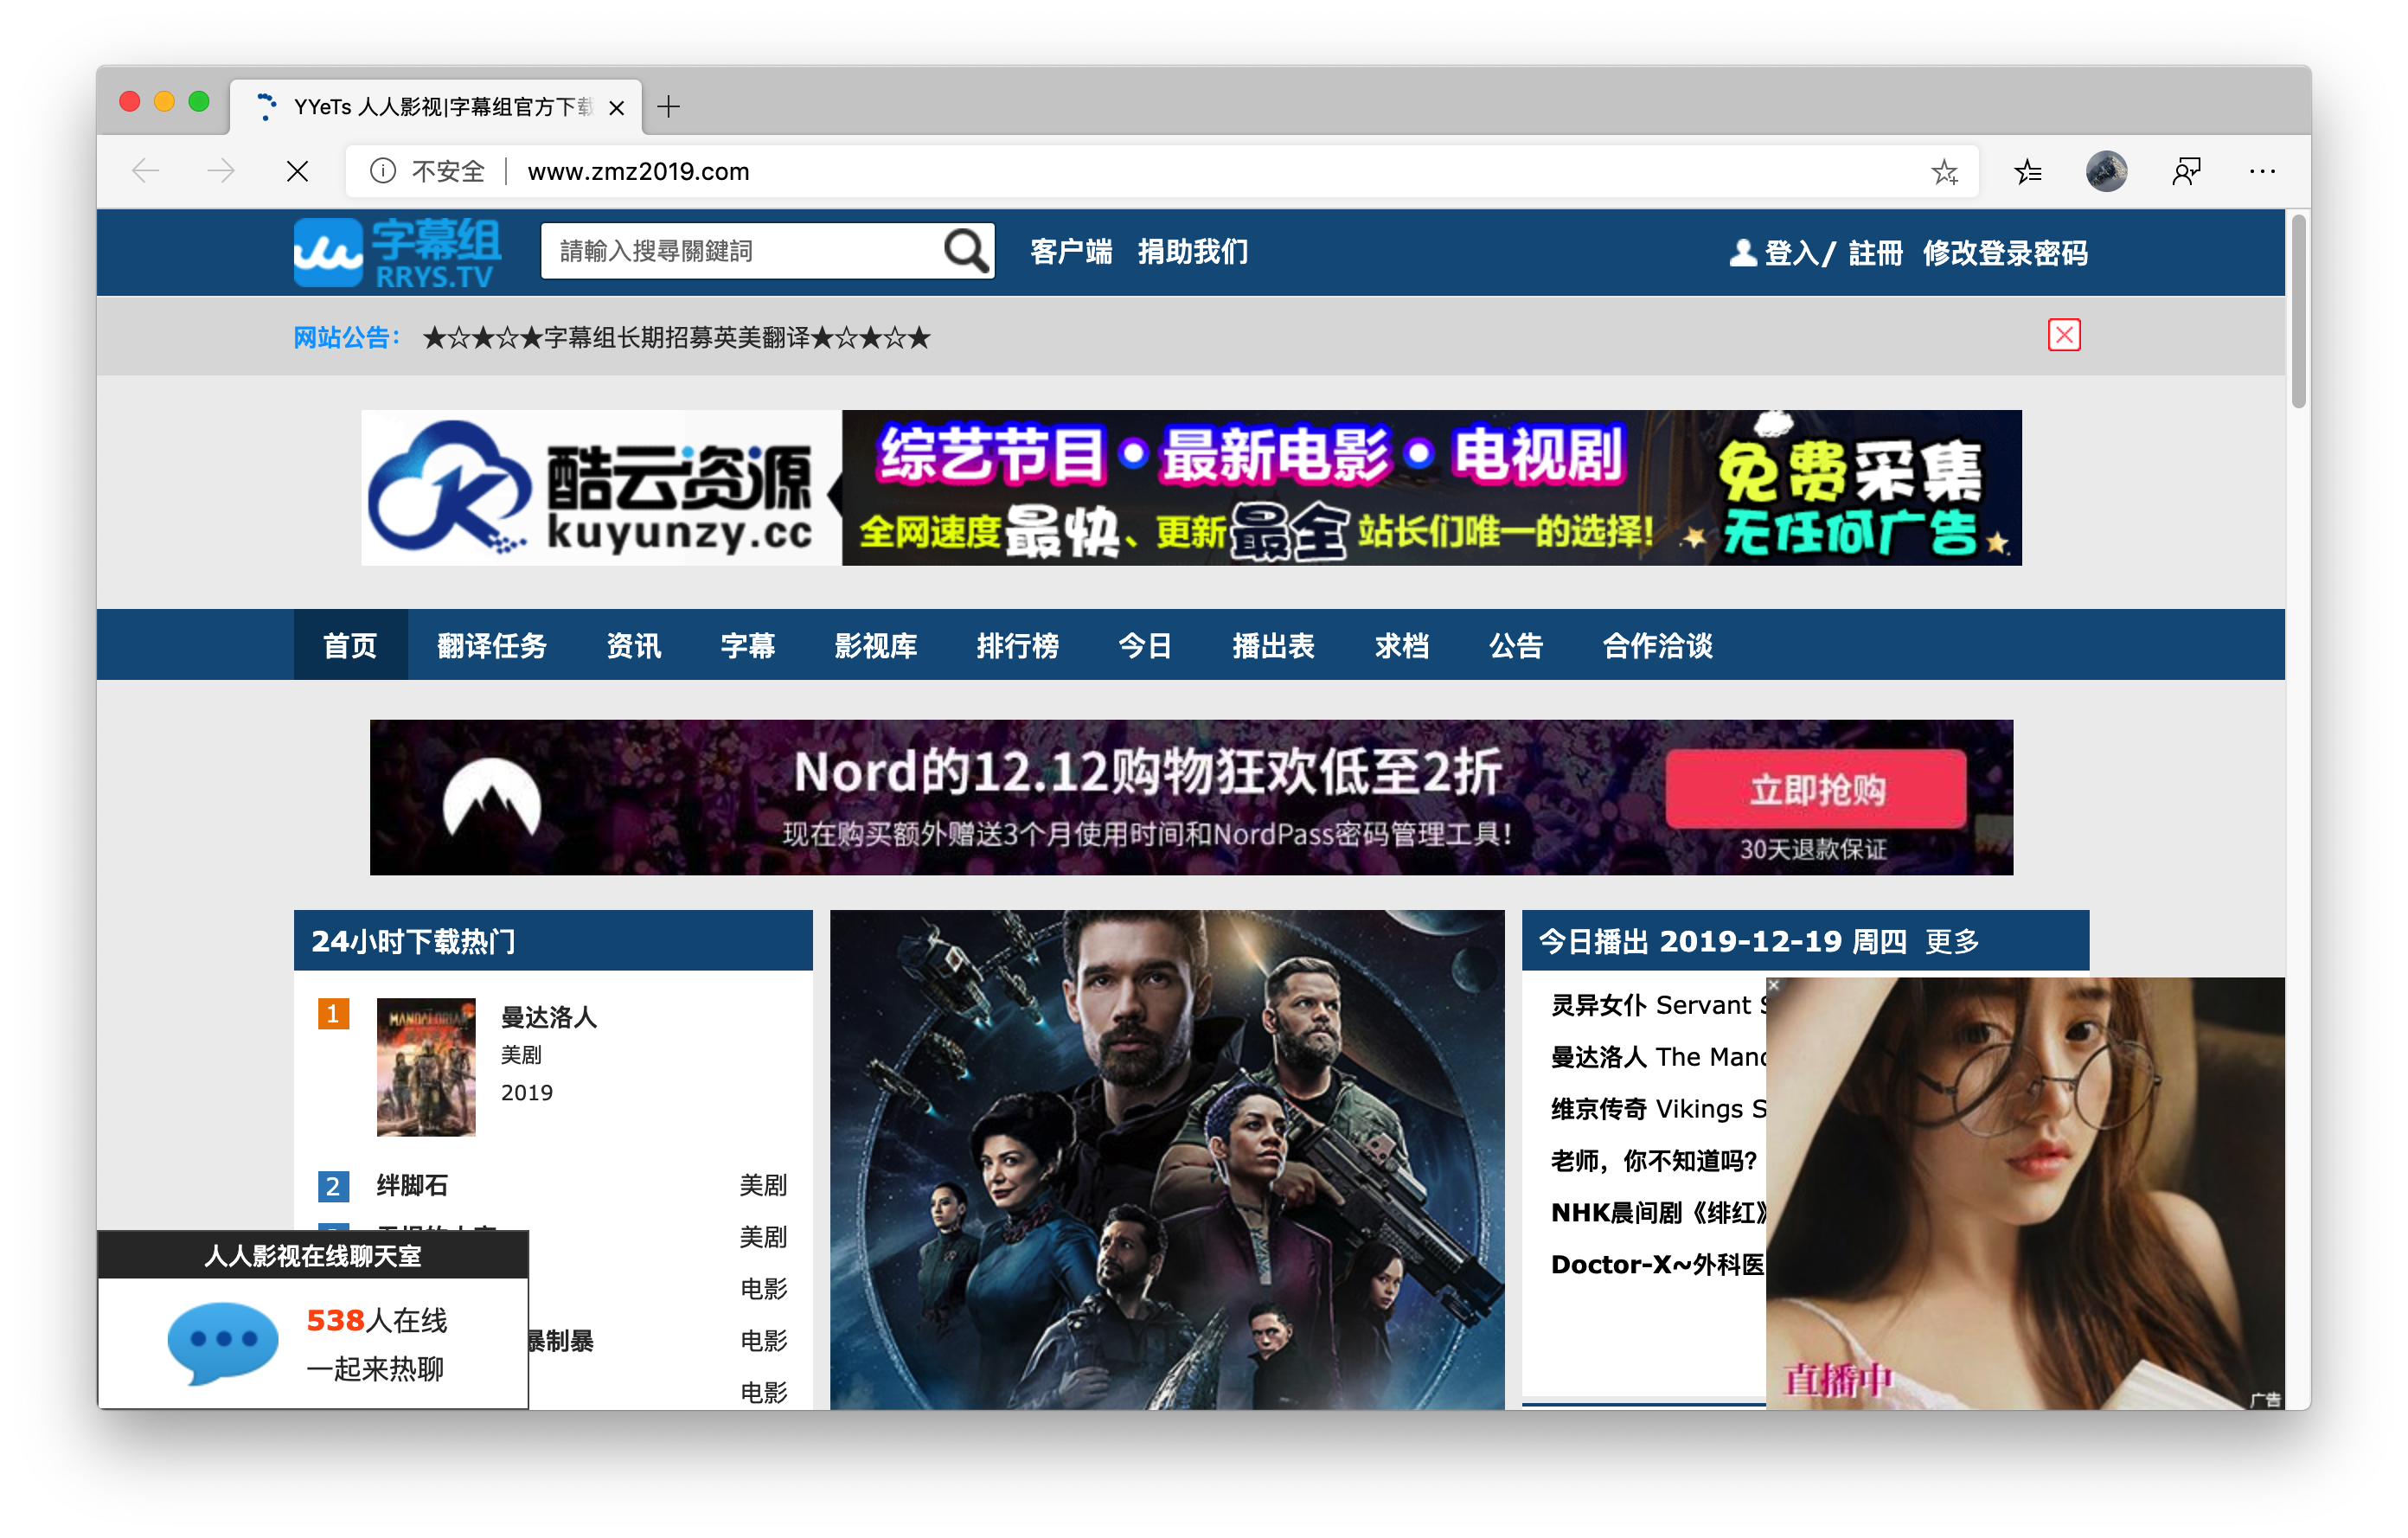 YYeTs 人人影视|字幕组官方下载
不安全 www.zmz2019.com
字幕组
RRYS.TV
請輸入搜尋關鍵詞
客户端 捐助我们
登入/ 註冊 修改登录密码
网站公告： ★☆★☆★字幕组长期招募英美翻译★☆★☆★
酷云资源
kuyunzy.cc
综艺节目•最新电影•电视剧
全网速度最快、更新最全 站长们唯一的选择!
免费采集
无任何广告
首页 翻译任务 资讯 字幕 影视库 排行榜 今日 播出表 求档 公告 合作洽谈
Nord的12.12购物狂欢低至2折
现在购买额外赠送3个月使用时间和NordPass密码管理工具!
立即抢购
30天退款保证
24小时下载热门
1
MANDALORIAN
曼达洛人
美剧
2019
2 绊脚石 美剧
美剧
电影
暴制暴 电影
电影
人人影视在线聊天室
538人在线
一起来热聊
今日播出 2019-12-19 周四 更多
灵异女仆 Servant S
曼达洛人 The Mand
维京传奇 Vikings S
老师，你不知道吗？
NHK晨间剧《绯红》
Doctor-X~外科医
直播中
广告